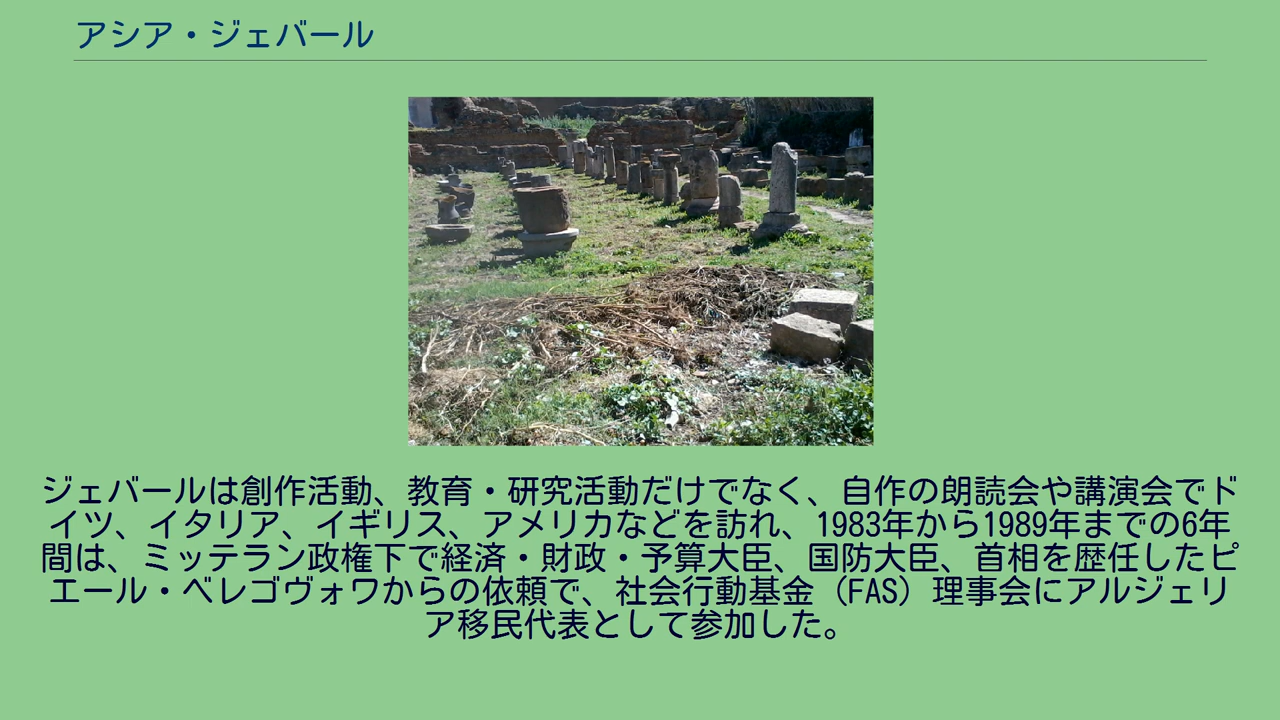 アシア・ジェバール
ジェバールは創作活動、教育・研究活動だけでなく、自作の朗読会や講演会でド
イツ、イタリア、イギリス、アメリカなどを訪れ、1983年から1989年までの6年
間は、ミッテラン政権下で経済・財政・予算大臣、国防大臣、首相を歴任したピ
エール・ベレゴヴォワからの依頼で、社会行動基金（FAS）理事会にアルジェリ
ア移民代表として参加した。